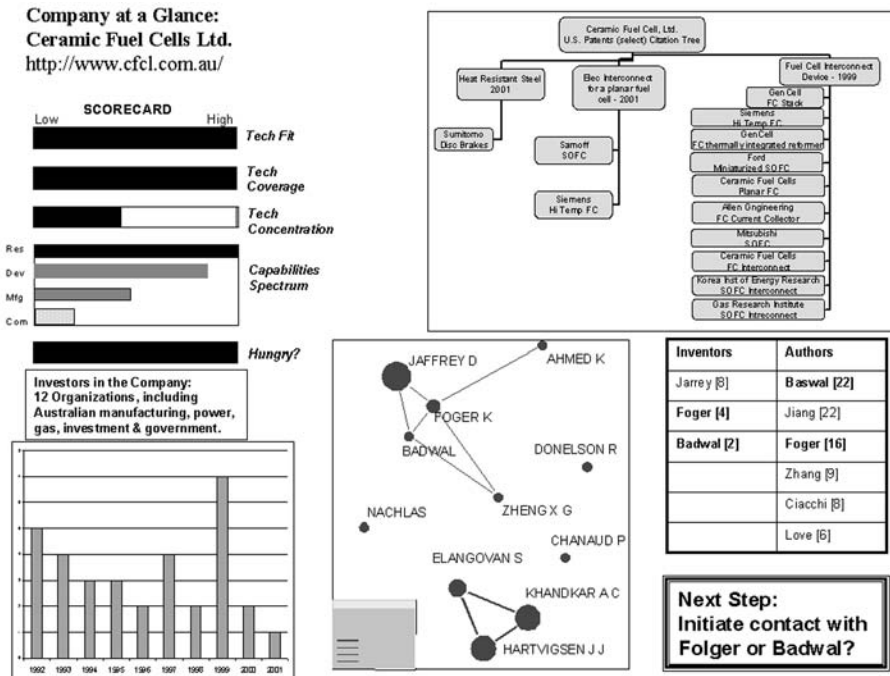 Company at a Glance:
Ceramic Fuel Cells Ltd.
http://www.cfcl.com.au/
SCORECARD
Low High
Tech Fit
Tech
Coverage
Tech
Concentration
Res
Dev
Mfg
Com
Capabilities
Spectrum
Hungry?
Investors in the Company:
12 Organizations, including
Australian manufacturing, power,
gas, investment & government.
1992 1993 1994 1995 1996 1997 1998 1999 2000 2001
Ceramic Fuel Cell, Ltd.
U.S. Patents (select) Citation Tree
Heat Resistant Steel
2001
Sumitomo
Disc Brakes
Elec Interconnect
for a planar fuel
cell - 2001
Sarnoff
SOFC
Siemens
Hi Temp FC
Fuel Cell Interconnect
Device - 1999
GenCell
FC Stack
Siemens
Hi Temp FC
GenCell
FC thermally integrated reformer
Ford
Miniaturized SOFC
Ceramic Fuel Cells
Planar FC
Allen Gngineering
FC Current Collector
Mitsubishi
SOFC
Ceramic Fuel Cells
FC Interconnect
Korea Inst of Energy Research
SOFC Interconnect
Gas Research Institute
SOFC Intreconnect
JAFFREY D
AHMED K
FOGER K
BADWAL
DONELSON R
ZHENG X G
NACHLAS
CHANAUD P
ELANGOVAN S
KHANDKAR A C
HARTVIGSEN J J
Inventors Authors
Jarrey [8] Baswal [22]
Foger [4] Jiang [22]
Badwal [2] Foger [16]
Zhang [9]
Ciacchi [8]
Love [6]
Next Step:
Initiate contact with
Folger or Badwal?